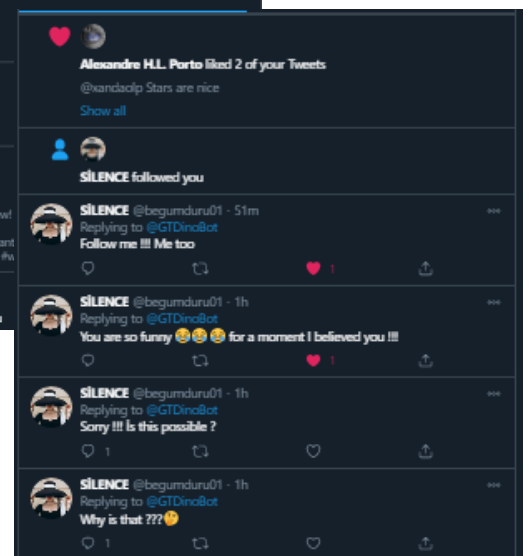 Alexandre H.L. Porto liked 2 of your Tweets
@xandaolp Stars are nice
Show all
SİLENCE followed you
SİLENCE @begumduru01 · 51m
Replying to @GTDinoBot
Follow me !!! Me too
1
SİLENCE @begumduru01 · 1h
Replying to @GTDinoBot
You are so funny 😂😂😂 for a moment I believed you !!!
1
SİLENCE @begumduru01 · 1h
Replying to @GTDinoBot
Sorry !!! İs this possible ?
1
SİLENCE @begumduru01 · 1h
Replying to @GTDinoBot
Why is that ???🤔
1
w!
ant
#w